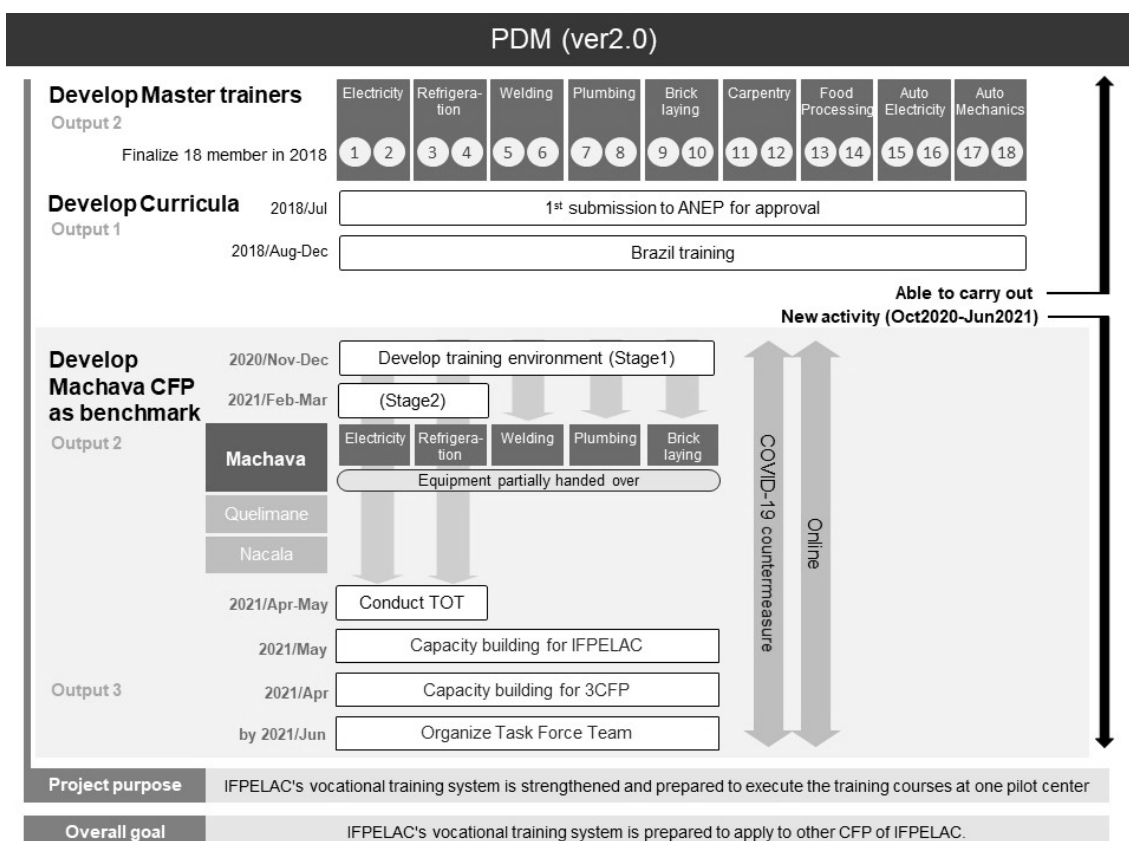 PDM (ver2.0)
Develop Master trainers
Output 2
Finalize 18 member in 2018
Electricity
Refrigera-
tion
Welding
Plumbing
Brick
laying
Carpentry
Food
Processing
Auto
Electricity
Auto
Mechanics
1 2 3 4 5 6 7 8 9 10 11 12 13 14 15 16 17 18
Develop Curricula
Output 1
2018/Jul
1st submission to ANEP for approval
2018/Aug-Dec
Brazil training
Able to carry out
New activity (Oct2020-Jun2021)
Develop
Machava CFP
as benchmark
Output 2
2020/Nov-Dec
Develop training environment (Stage1)
2021/Feb-Mar
(Stage2)
Machava
Electricity
Refrigera-
tion
Welding
Plumbing
Brick
laying
Equipment partially handed over
Quelimane
Nacala
COVID-19 countermeasure
Online
2021/Apr-May
Conduct TOT
2021/May
Capacity building for IFPELAC
Output 3
2021/Apr
Capacity building for 3CFP
by 2021/Jun
Organize Task Force Team
Project purpose
IFPELAC's vocational training system is strengthened and prepared to execute the training courses at one pilot center
Overall goal
IFPELAC's vocational training system is prepared to apply to other CFP of IFPELAC.